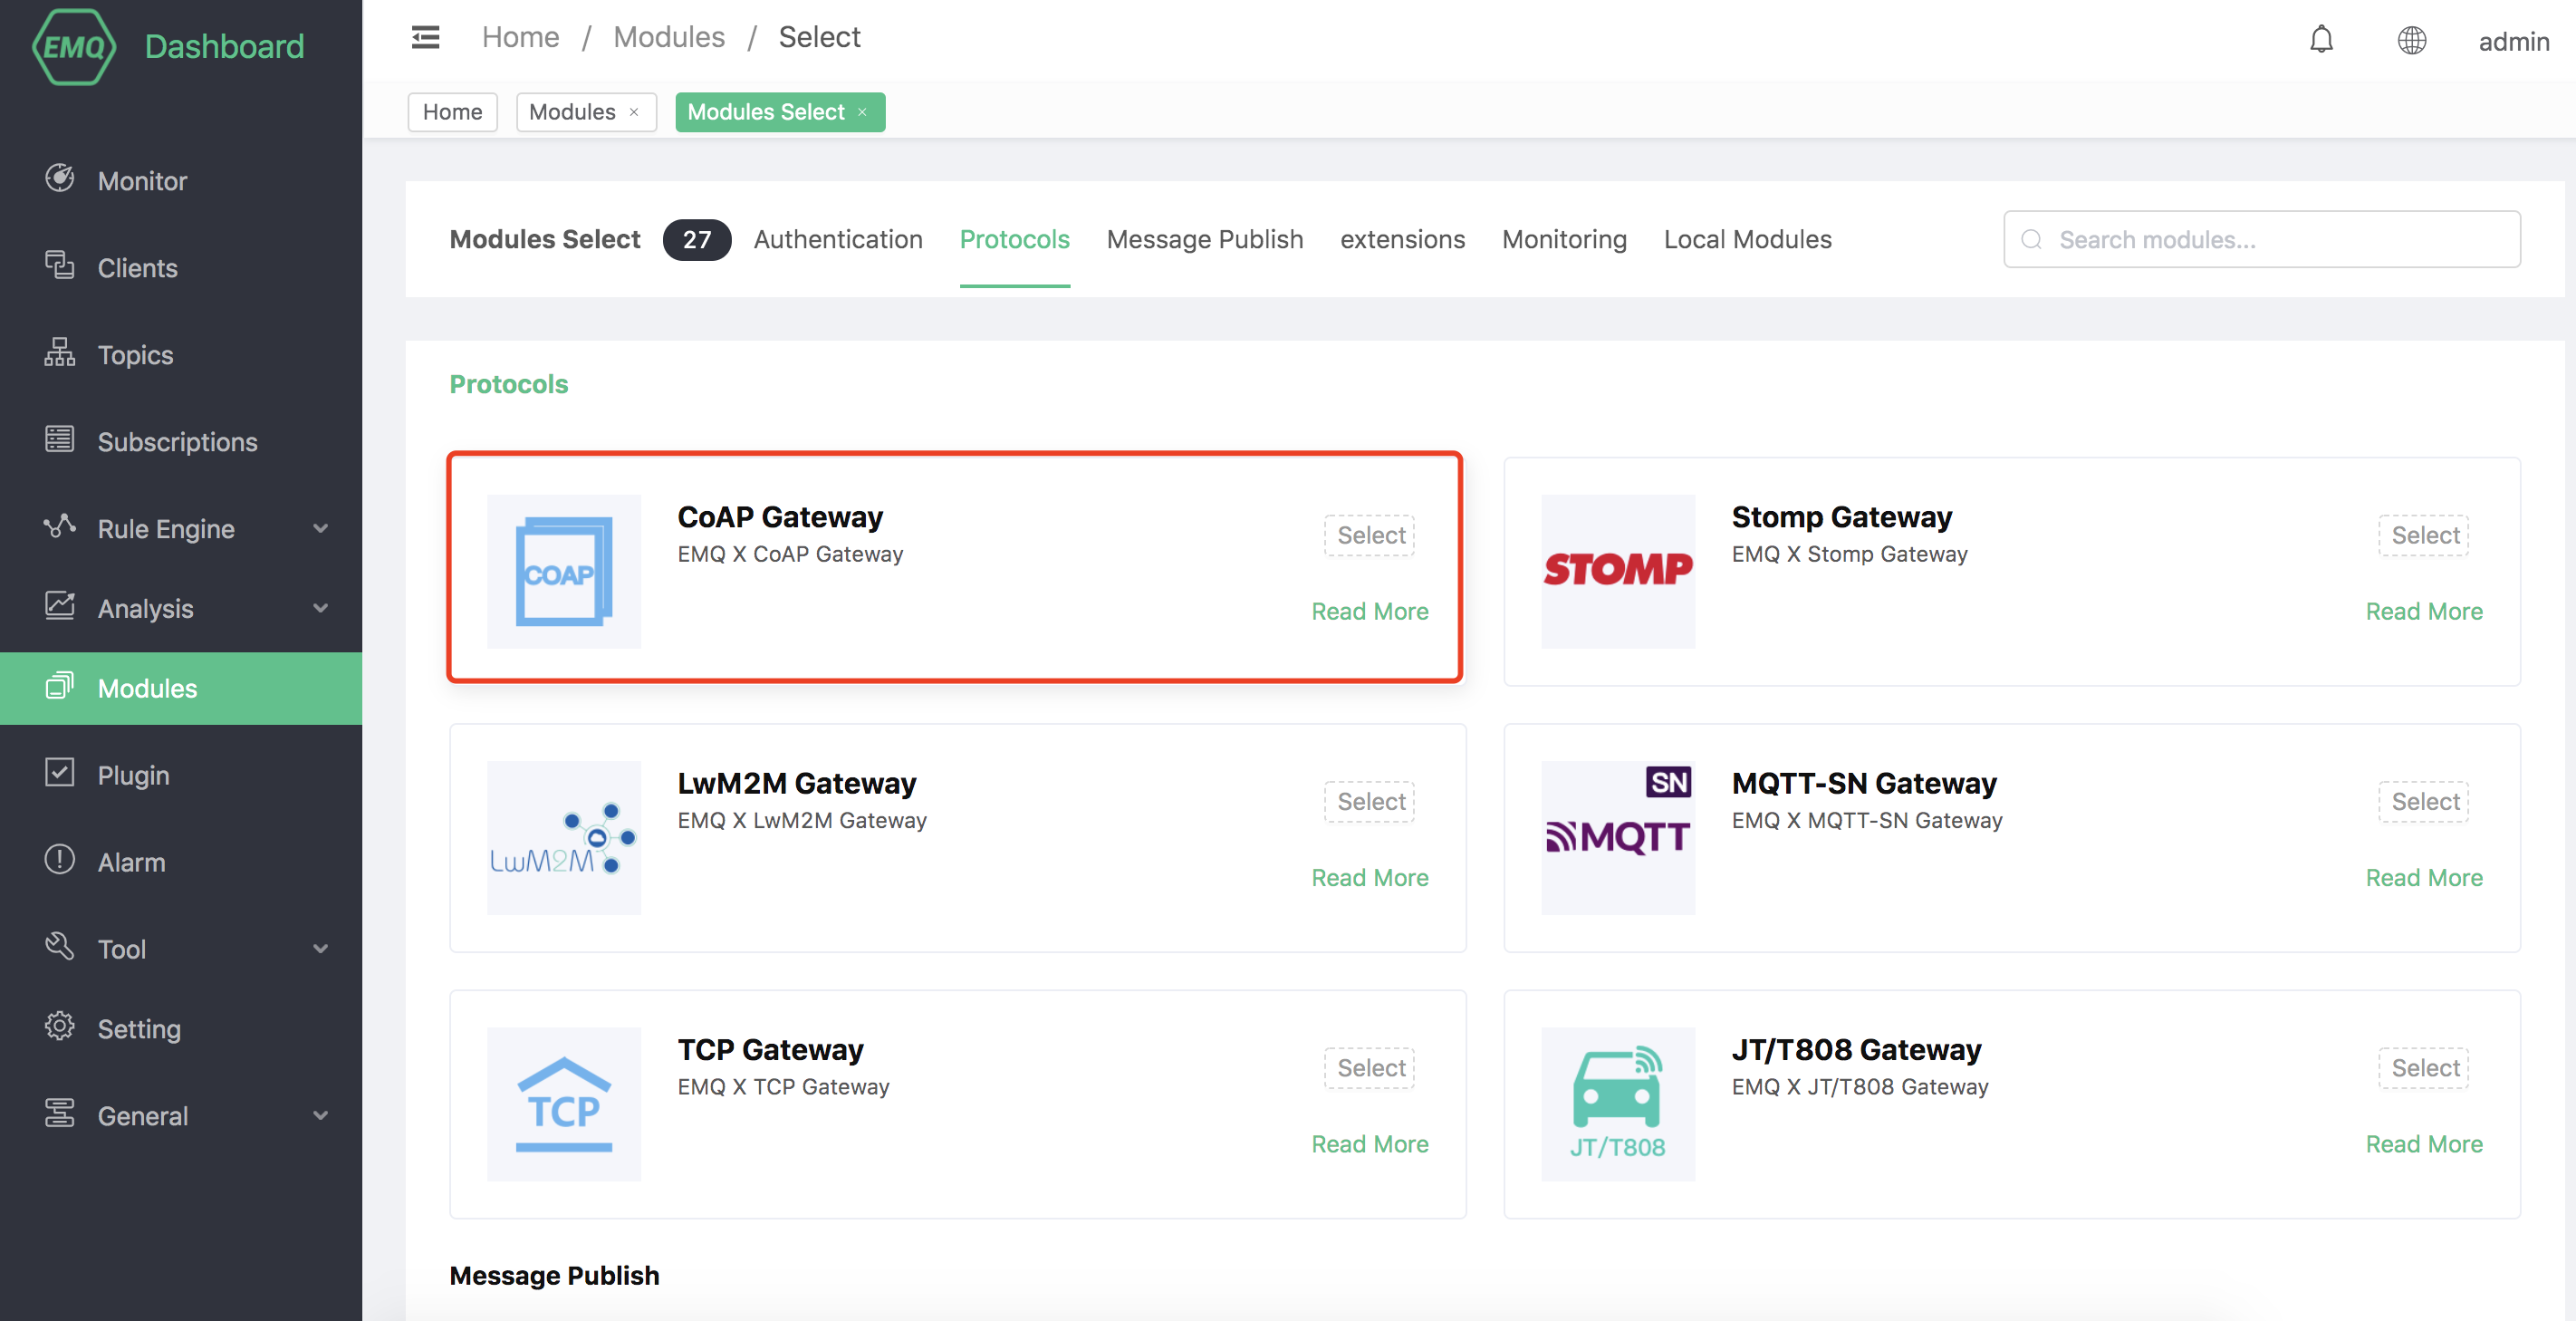 EMQ Dashboard
Home / Modules / Select
admin
Home
Modules ×
Modules Select ×
Monitor
Clients
Topics
Subscriptions
Rule Engine
Analysis
Modules
Plugin
Alarm
Tool
Setting
General
Modules Select 27 Authentication Protocols Message Publish extensions Monitoring Local Modules
Search modules...
Protocols
COAP
CoAP Gateway
EMQ X CoAP Gateway
Select
Read More
STOMP
Stomp Gateway
EMQ X Stomp Gateway
Select
Read More
LwM2M
LwM2M Gateway
EMQ X LwM2M Gateway
Select
Read More
SN
MQTT
MQTT-SN Gateway
EMQ X MQTT-SN Gateway
Select
Read More
TCP
TCP Gateway
EMQ X TCP Gateway
Select
Read More
JT/T808
JT/T808 Gateway
EMQ X JT/T808 Gateway
Select
Read More
Message Publish